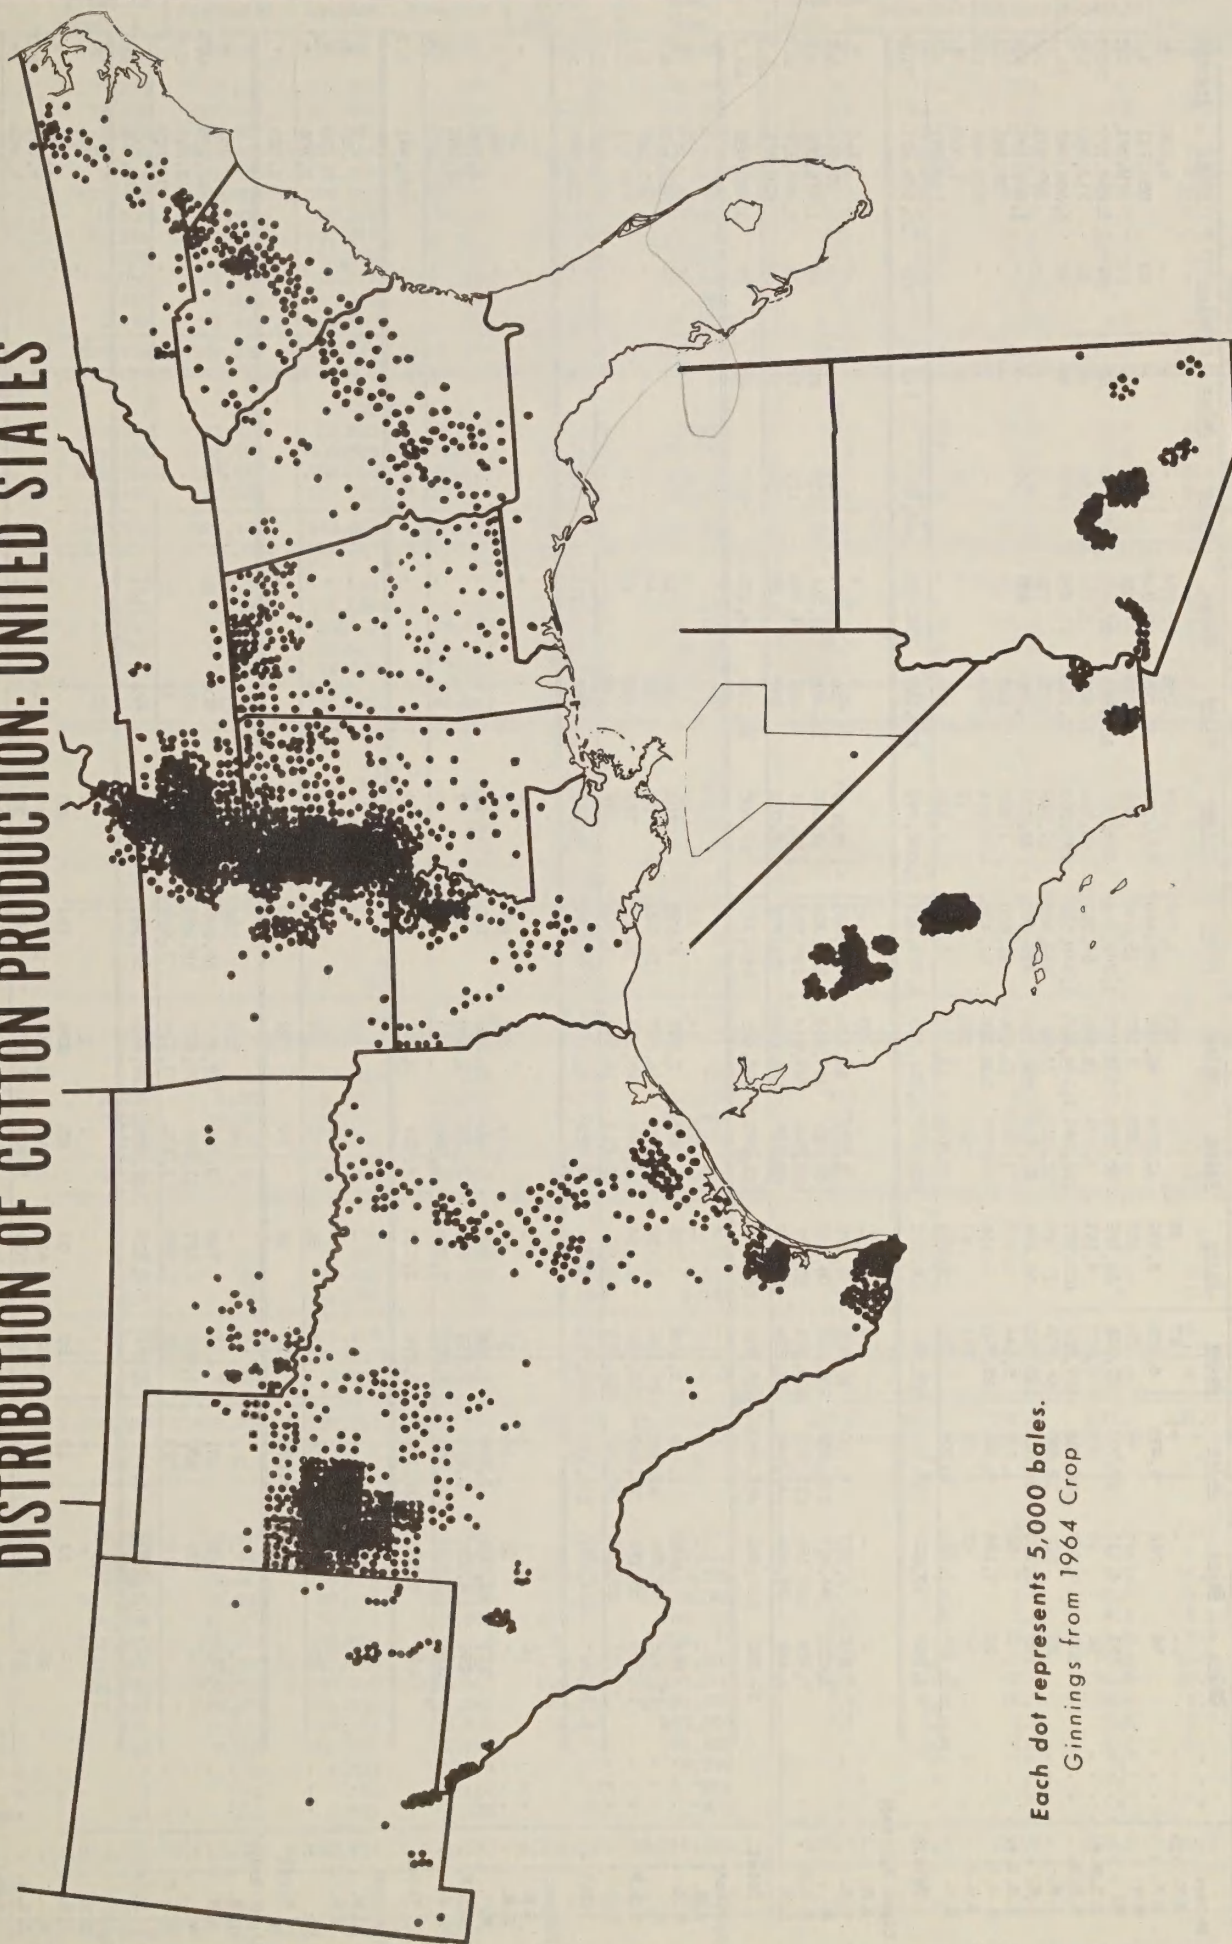 DISTRIBUTION OF COTTON PRODUCTION: UNITED STATES
Each dot represents 5,000 bales.
Ginnings from 1964 Crop